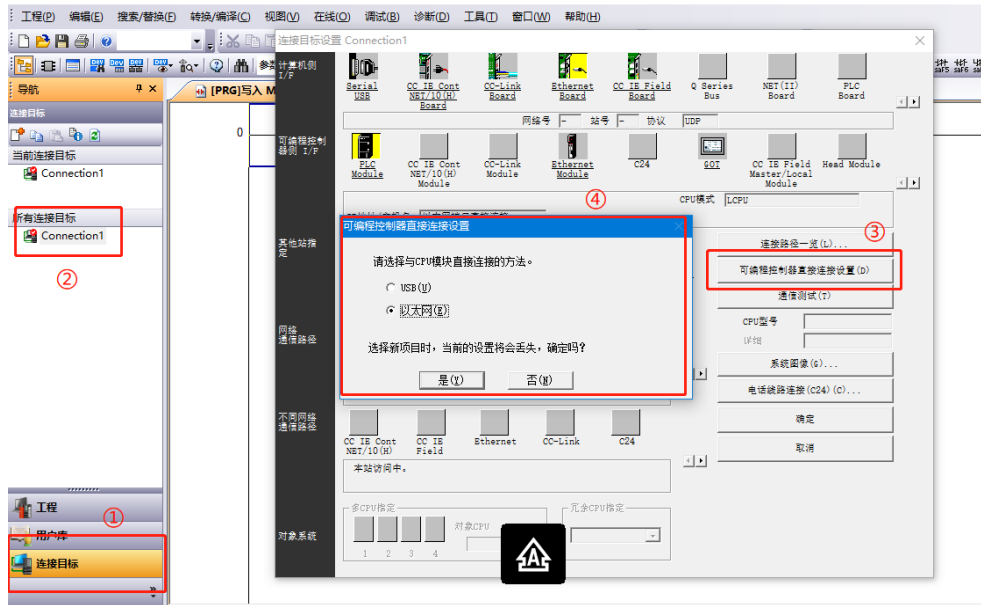 工程(P) 编辑(E) 搜索/替换(F) 转换/编译(C) 视图(V) 在线(O) 调试(B) 诊断(D) 工具(T) 窗口(W) 帮助(H)
连接目标设置 Connection1
导航
[PRG]写入 M
连接目标
当前连接目标
Connection1
所有连接目标
Connection1
②
0
计算机侧 I/F
Serial USB
CC IE Cont NET/10(H) Board
CC-Link Board
Ethernet Board
CC IE Field Board
Q Series Bus
NET(II) Board
PLC Board
网络号 - 站号 - 协议 UDP
可编程控制器侧 I/F
PLC Module
CC IE Cont NET/10(H) Module
CC-Link Module
Ethernet Module
C24
GOT
CC IE Field Master/Local Module
Head Module
④
CPU模式 LCPU
可编程控制器直接连接设置
请选择与CPU模块直接连接的方法。
USB(U)
以太网(E)
选择新项目时，当前的设置将会丢失，确定吗?
是(Y) 否(N)
③
连接路径一览(L)...
可编程控制器直接连接设置(D)
通信测试(T)
CPU型号
详细
系统图像(G)...
电话线路连接(C24)(C)...
确定
取消
其他站指定
网络通信路径
不同网络通信路径
CC IE Cont NET/10(H)
CC IE Field
Ethernet
CC-Link
C24
本站访问中。
对象系统
多CPU指定
对象CPU
1 2 3 4
冗余CPU指定
A
工程
①
用户库
连接目标